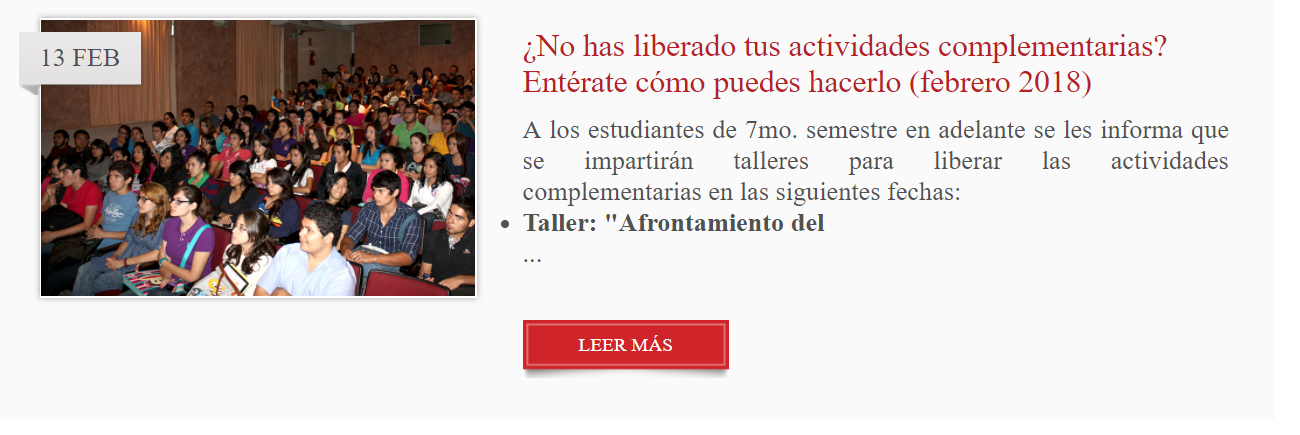 13 FEB
¿No has liberado tus actividades complementarias?
Entérate cómo puedes hacerlo (febrero 2018)
A los estudiantes de 7mo. semestre en adelante se les informa que
se impartirán talleres para liberar las actividades
complementarias en las siguientes fechas:
• Taller: "Afrontamiento del
...
LEER MÁS